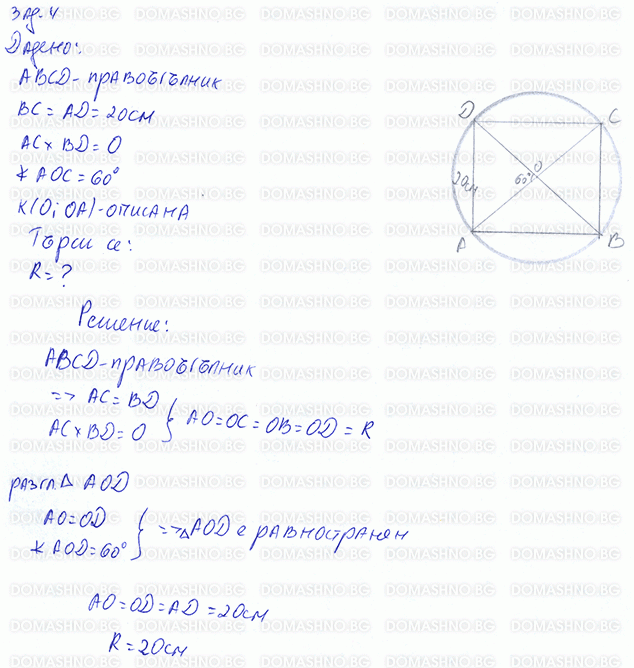 Зад. 4
Дадено:
ABCD - правоъгълник
BC = AD = 20см
AC x BD = O
∢ AOC = 60°
к(O; OA) - описана
Търси се:
R = ?
D
C
O
60°
20см
A
B
Решение:
ABCD - правоъгълник
=> AC = BD
AC x BD = O } AO = OC = OB = OD = R
разгл Δ AOD
AO = OD
∢ AOD = 60° } => Δ AOD е равностранен
AO = OD = AD = 20см
R = 20см
DOMASHNO.BG